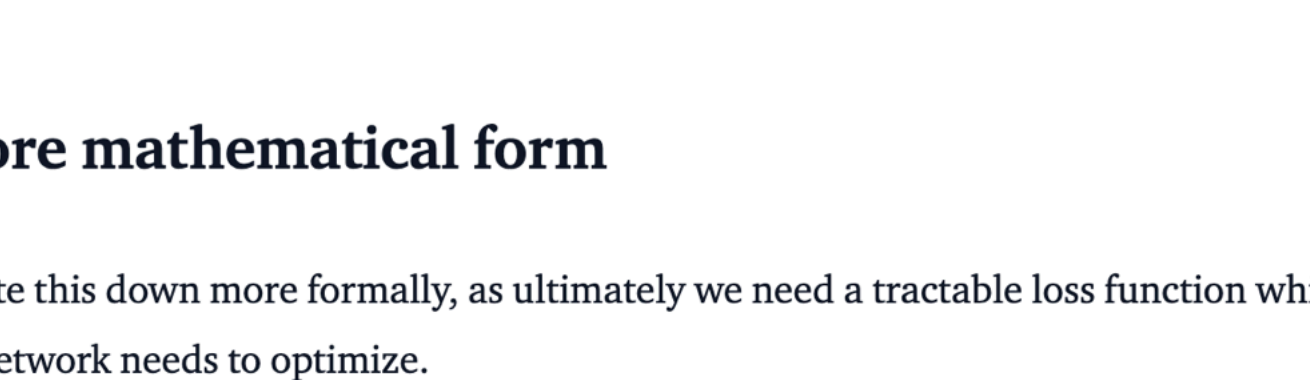 ore mathematical form
te this down more formally, as ultimately we need a tractable loss function whi
etwork needs to optimize.